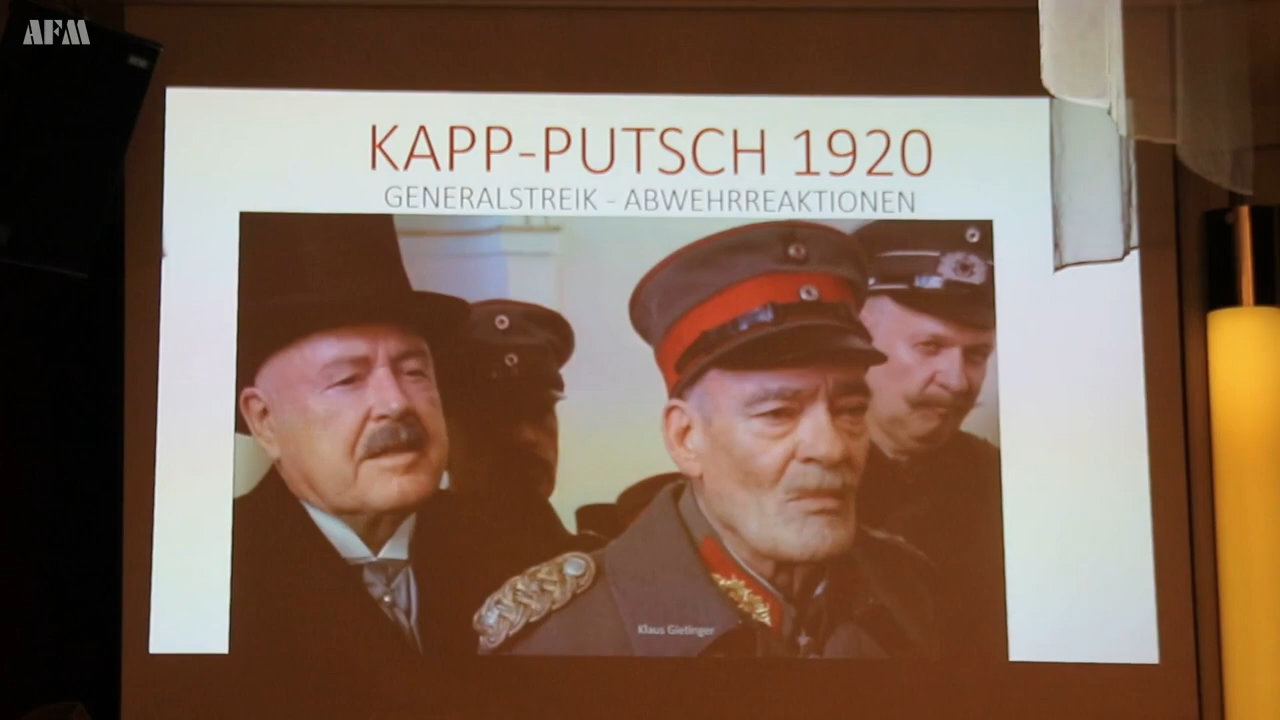 AFM
KAPP-PUTSCH 1920
GENERALSTREIK - ABWEHRREAKTIONEN
Klaus Gietinger